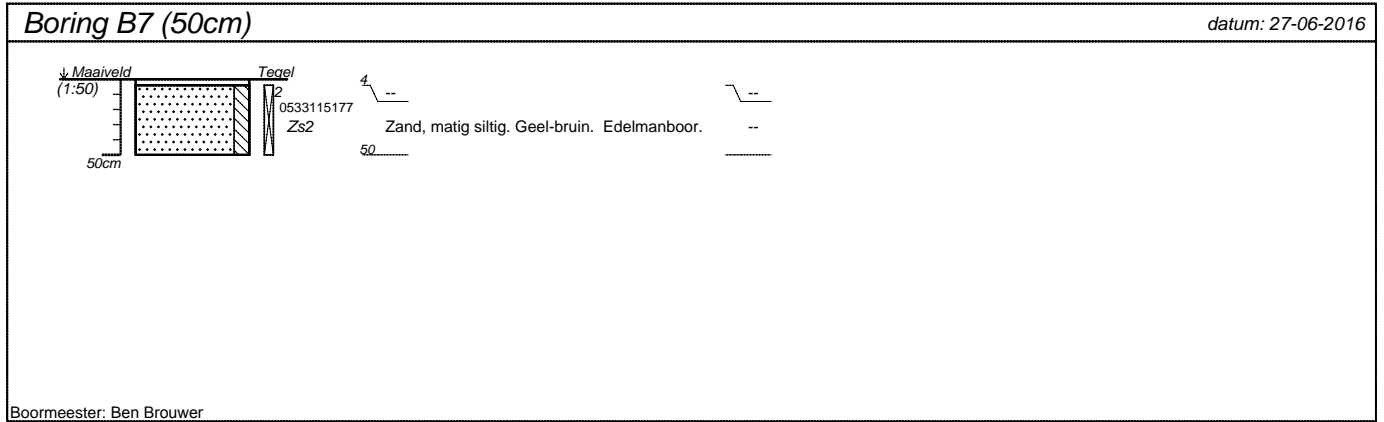 Boring B7 (50cm) datum: 27-06-2016
Maaiveld Tegel
(1:50) 2 4 -- --
0533115177
Zs2 Zand, matig siltig. Geel-bruin. Edelmanboor. --
50
50cm
Boormeester: Ben Brouwer